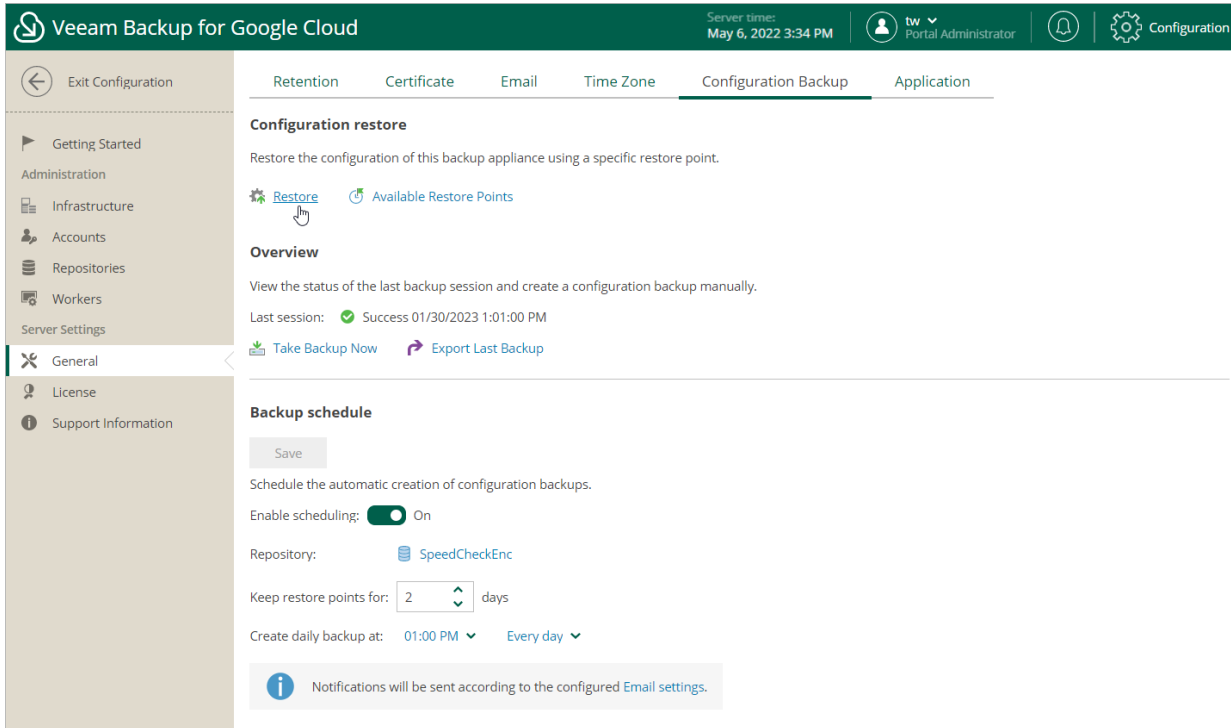 Veeam Backup for Google Cloud
Server time:
May 6, 2022 3:34 PM
tw
Portal Administrator
Configuration
Exit Configuration
Retention Certificate Email Time Zone Configuration Backup Application
Getting Started
Administration
Infrastructure
Accounts
Repositories
Workers
Server Settings
General
License
Support Information
Configuration restore
Restore the configuration of this backup appliance using a specific restore point.
Restore Available Restore Points
Overview
View the status of the last backup session and create a configuration backup manually.
Last session: Success 01/30/2023 1:01:00 PM
Take Backup Now Export Last Backup
Backup schedule
Save
Schedule the automatic creation of configuration backups.
Enable scheduling: On
Repository: SpeedCheckEnc
Keep restore points for: 2 days
Create daily backup at: 01:00 PM Every day
Notifications will be sent according to the configured Email settings.